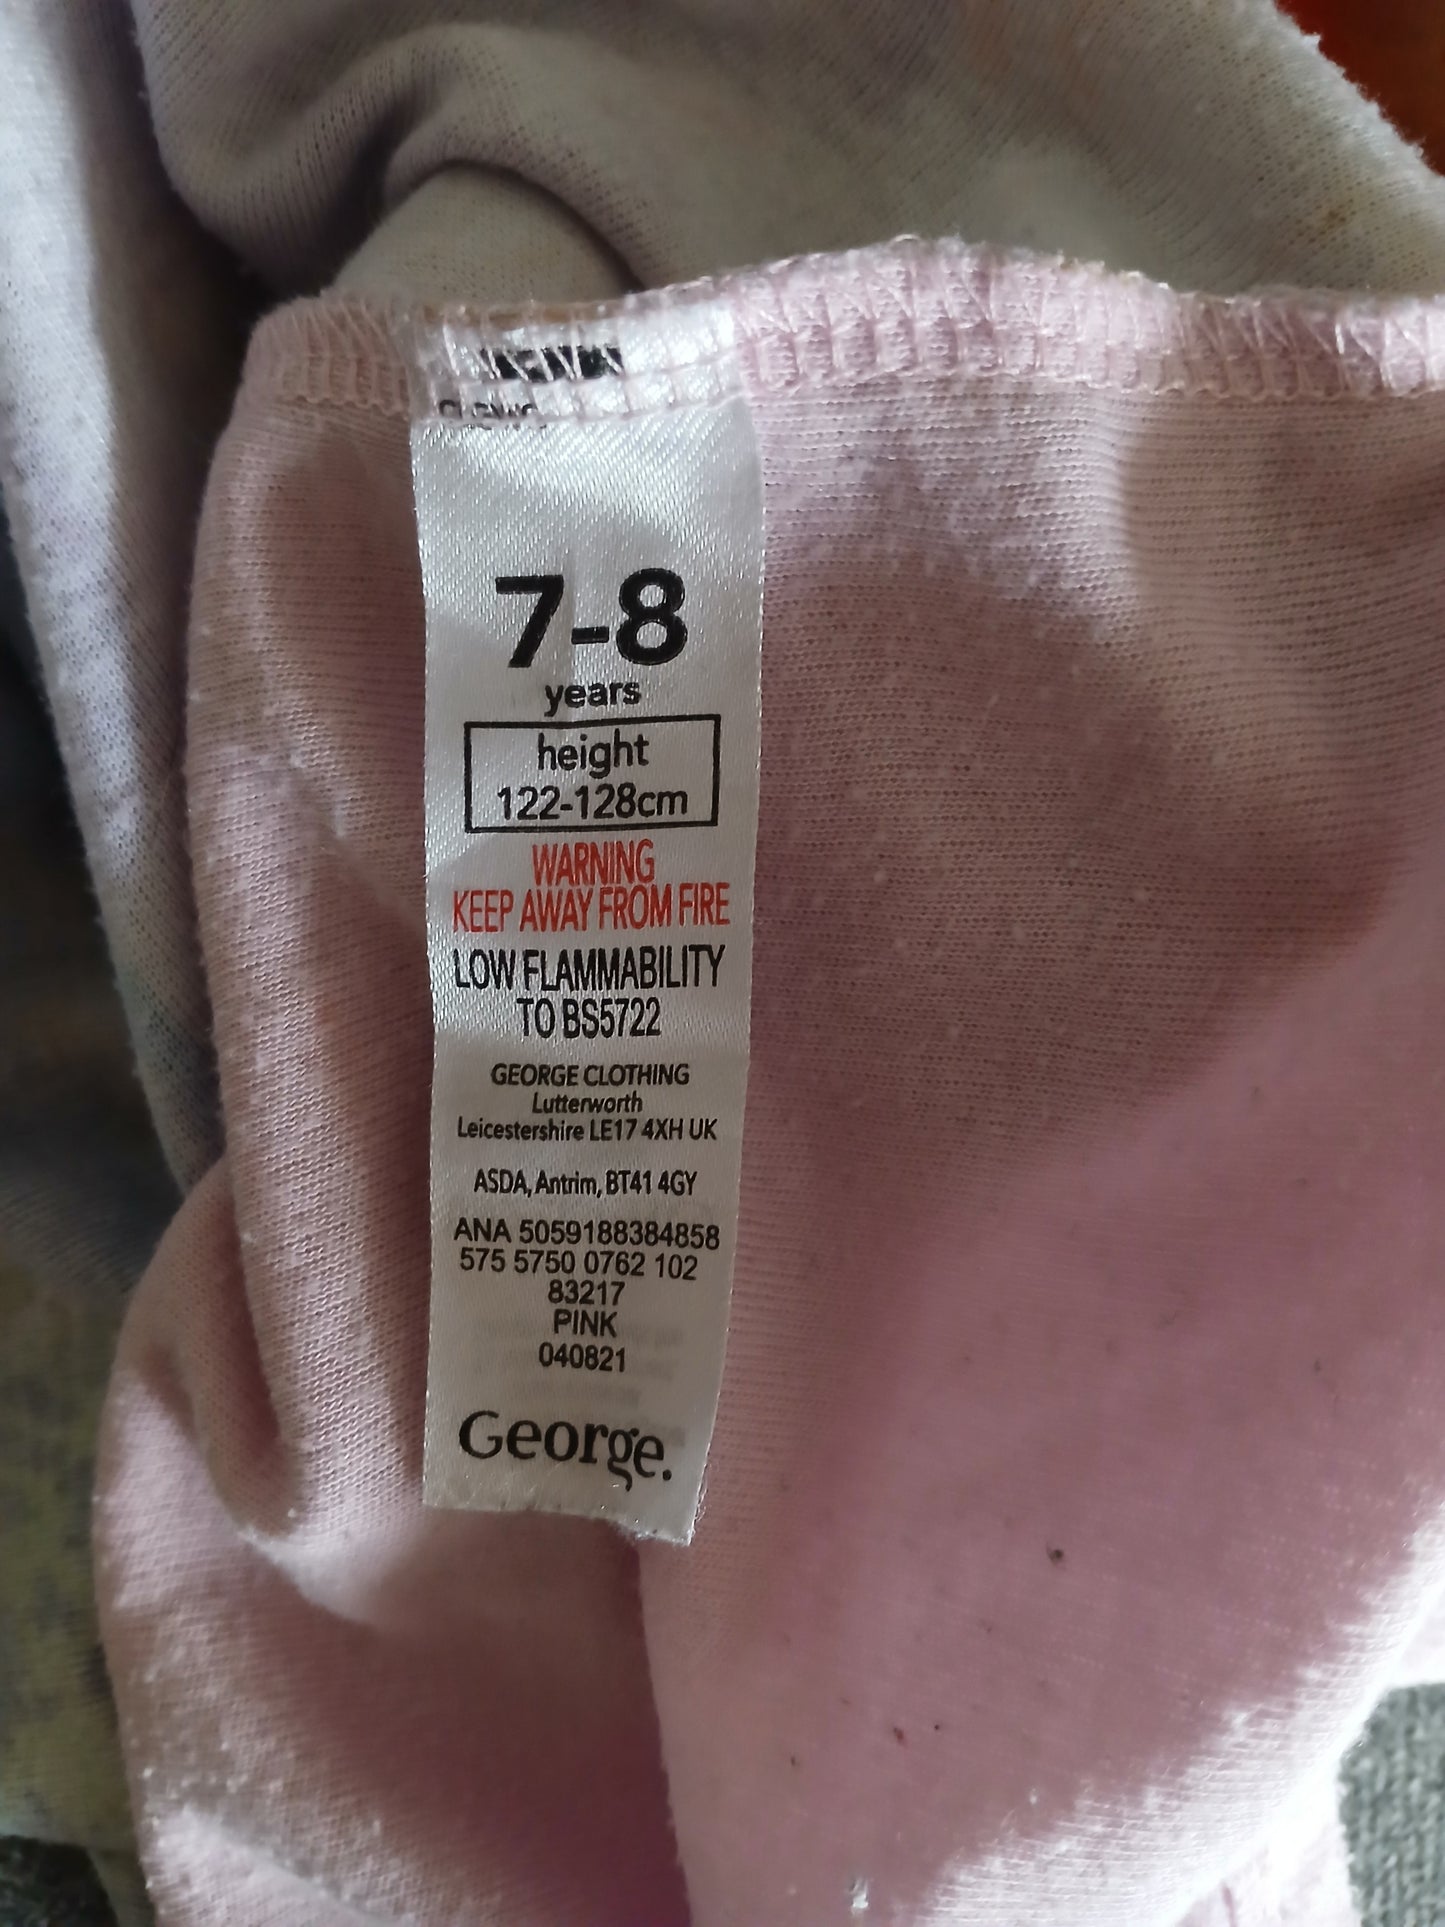 7-8
years
height
122-128cm
WARNING
KEEP AWAY FROM FIRE
LOW FLAMMABILITY
TO BS5722
GEORGE CLOTHING
Lutterworth
Leicestershire LE17 4XH UK
ASDA, Antrim, BT41 4GY
ANA 5059188384858
575 5750 0762 102
83217
PINK
040821
George.